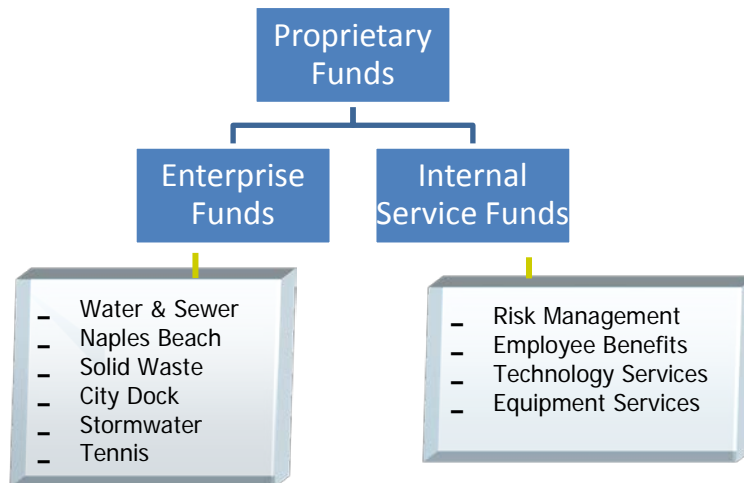 Proprietary
Funds
Enterprise
Funds
Internal
Service Funds
– Water & Sewer
– Naples Beach
– Solid Waste
– City Dock
– Stormwater
– Tennis
– Risk Management
– Employee Benefits
– Technology Services
– Equipment Services